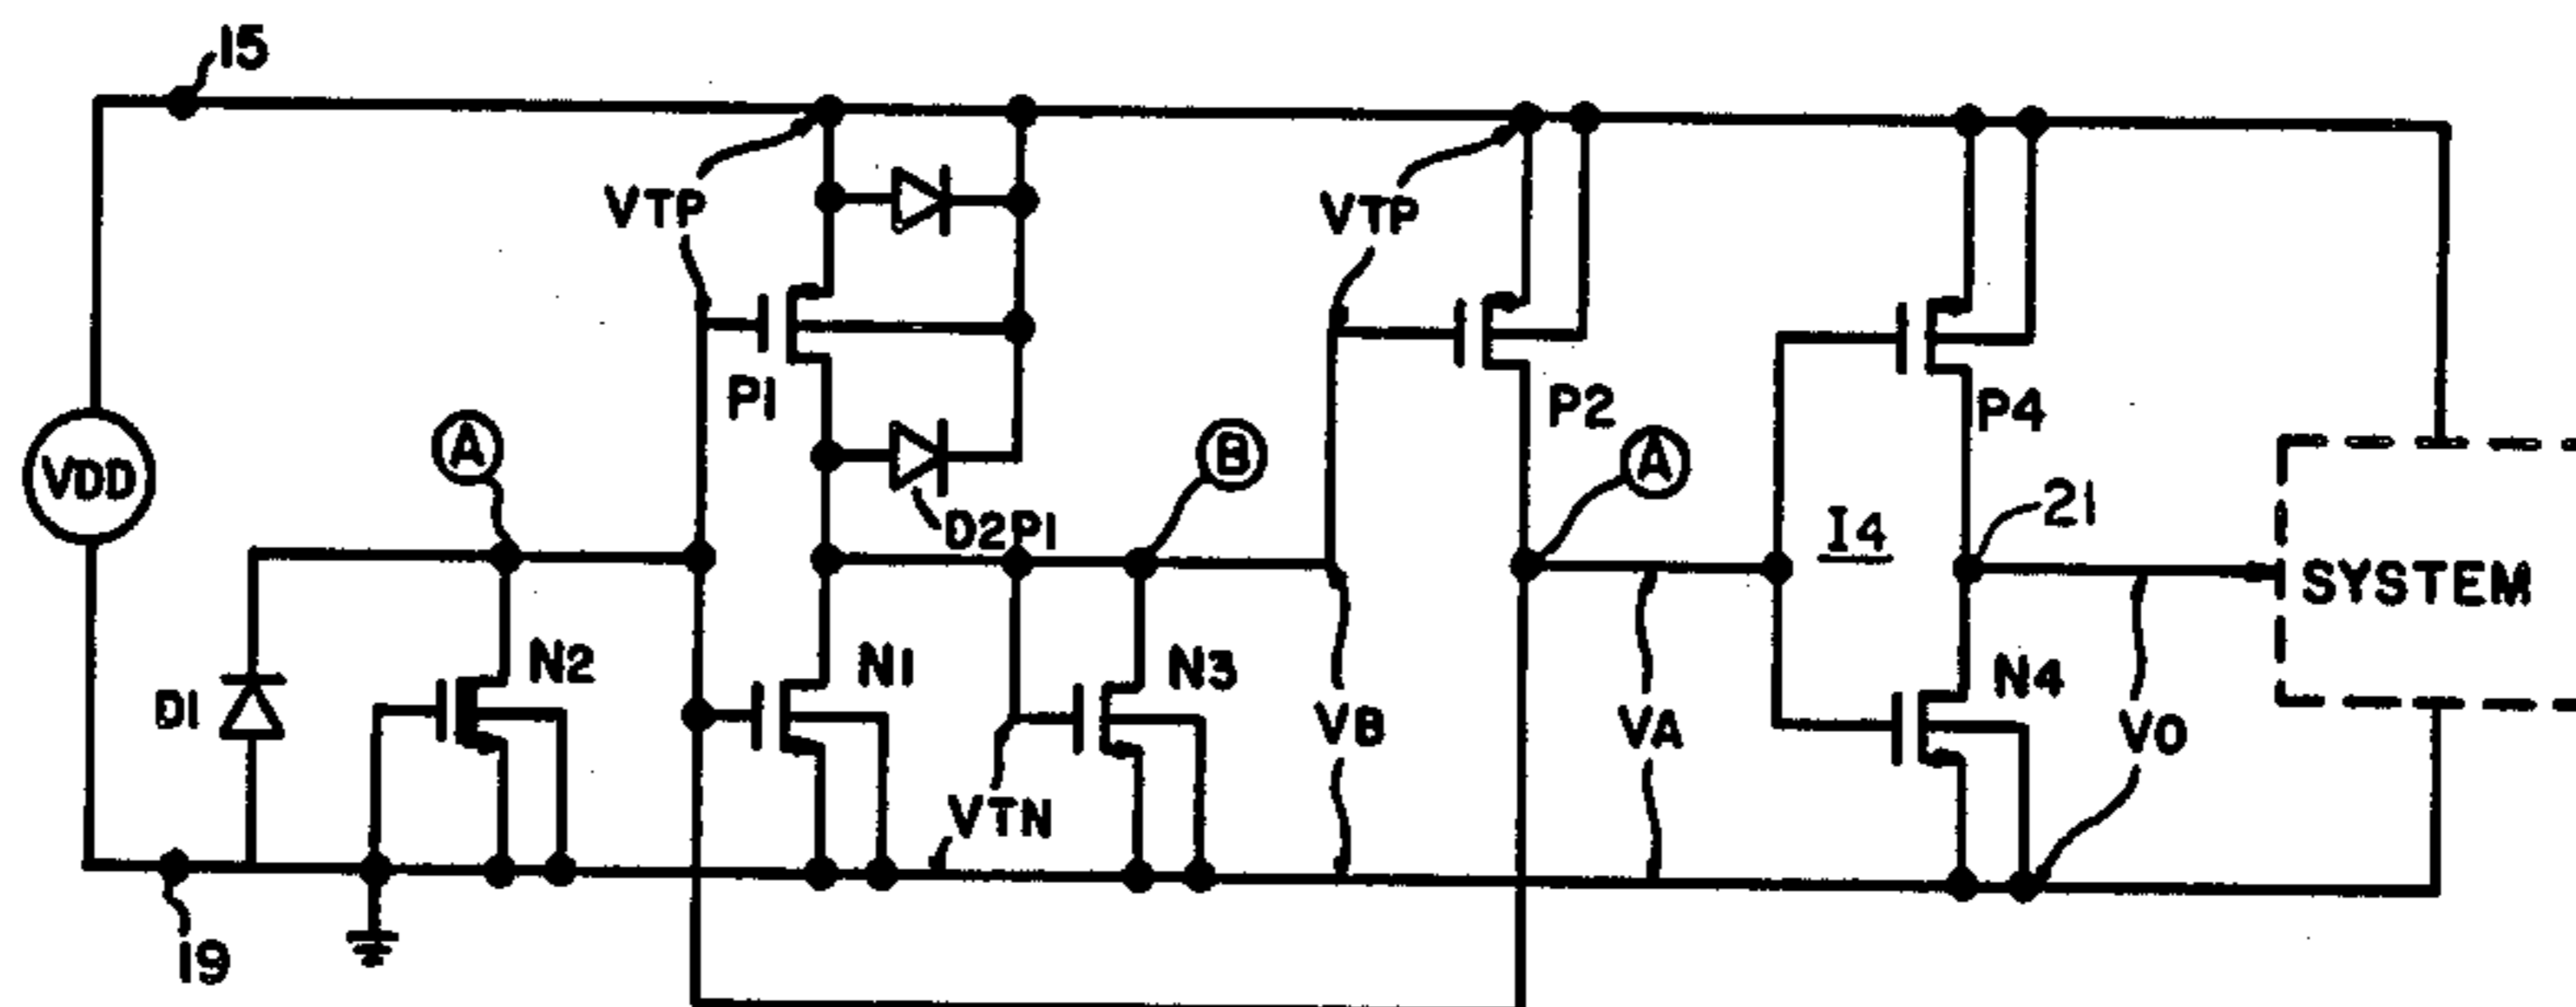 15
VTP
VTP
P1
P2
P4
VDD
A
B
A
D2P1
I4
21
SYSTEM
D1
N2
N1
N3
N4
VB
VA
VO
VTN
19